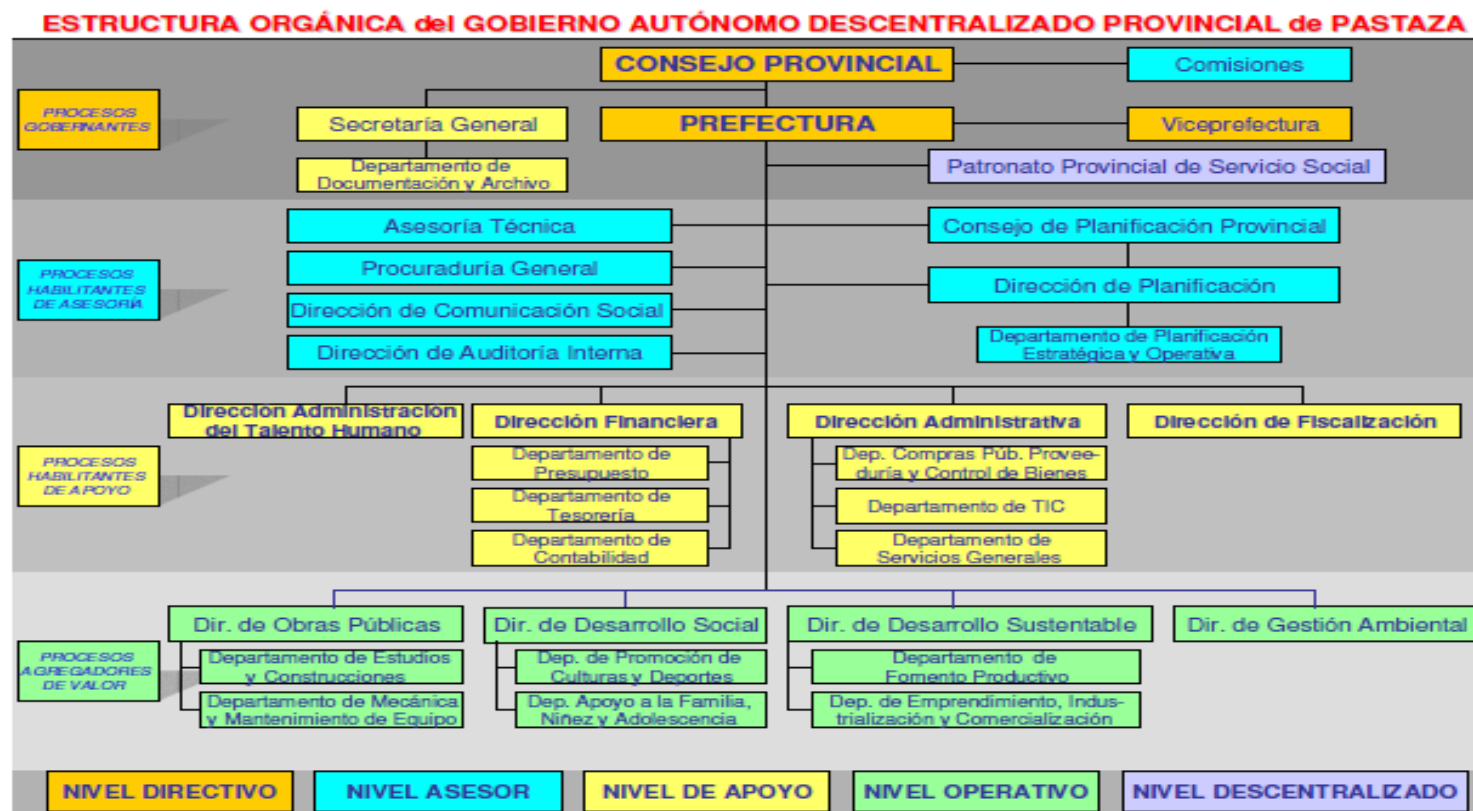 ESTRUCTURA ORGÁNICA del GOBIERNO AUTÓNOMO DESCENTRALIZADO PROVINCIAL de PASTAZA
CONSEJO PROVINCIAL
Comisiones
PROCESOS
GOBERNANTES
Secretaría General
PREFECTURA
Viceprefectura
Departamento de
Documentación y Archivo
Patronato Provincial de Servicio Social
PROCESOS
HABILITANTES
DE ASESORÍA
Asesoría Técnica
Consejo de Planificación Provincial
Procuraduría General
Dirección de Planificación
Dirección de Comunicación Social
Departamento de Planificación
Estratégica y Operativa
Dirección de Auditoría Interna
PROCESOS
HABILITANTES
DE APOYO
Dirección Administración
del Talento Humano
Dirección Financiera
Dirección Administrativa
Dirección de Fiscalización
Departamento de
Presupuesto
Dep. Compras Púb. Provee-
duría y Control de Bienes
Departamento de
Tesorería
Departamento de TIC
Departamento de
Contabilidad
Departamento de
Servicios Generales
PROCESOS
AGREGADORES
DE VALOR
Dir. de Obras Públicas
Dir. de Desarrollo Social
Dir. de Desarrollo Sustentable
Dir. de Gestión Ambiental
Departamento de Estudios
y Construcciones
Dep. de Promoción de
Culturas y Deportes
Departamento de
Fomento Productivo
Departamento de Mecánica
y Mantenimiento de Equipo
Dep. Apoyo a la Familia,
Niñez y Adolescencia
Dep. de Emprendimiento, Indus-
trialización y Comercialización
NIVEL DIRECTIVO
NIVEL ASESOR
NIVEL DE APOYO
NIVEL OPERATIVO
NIVEL DESCENTRALIZADO